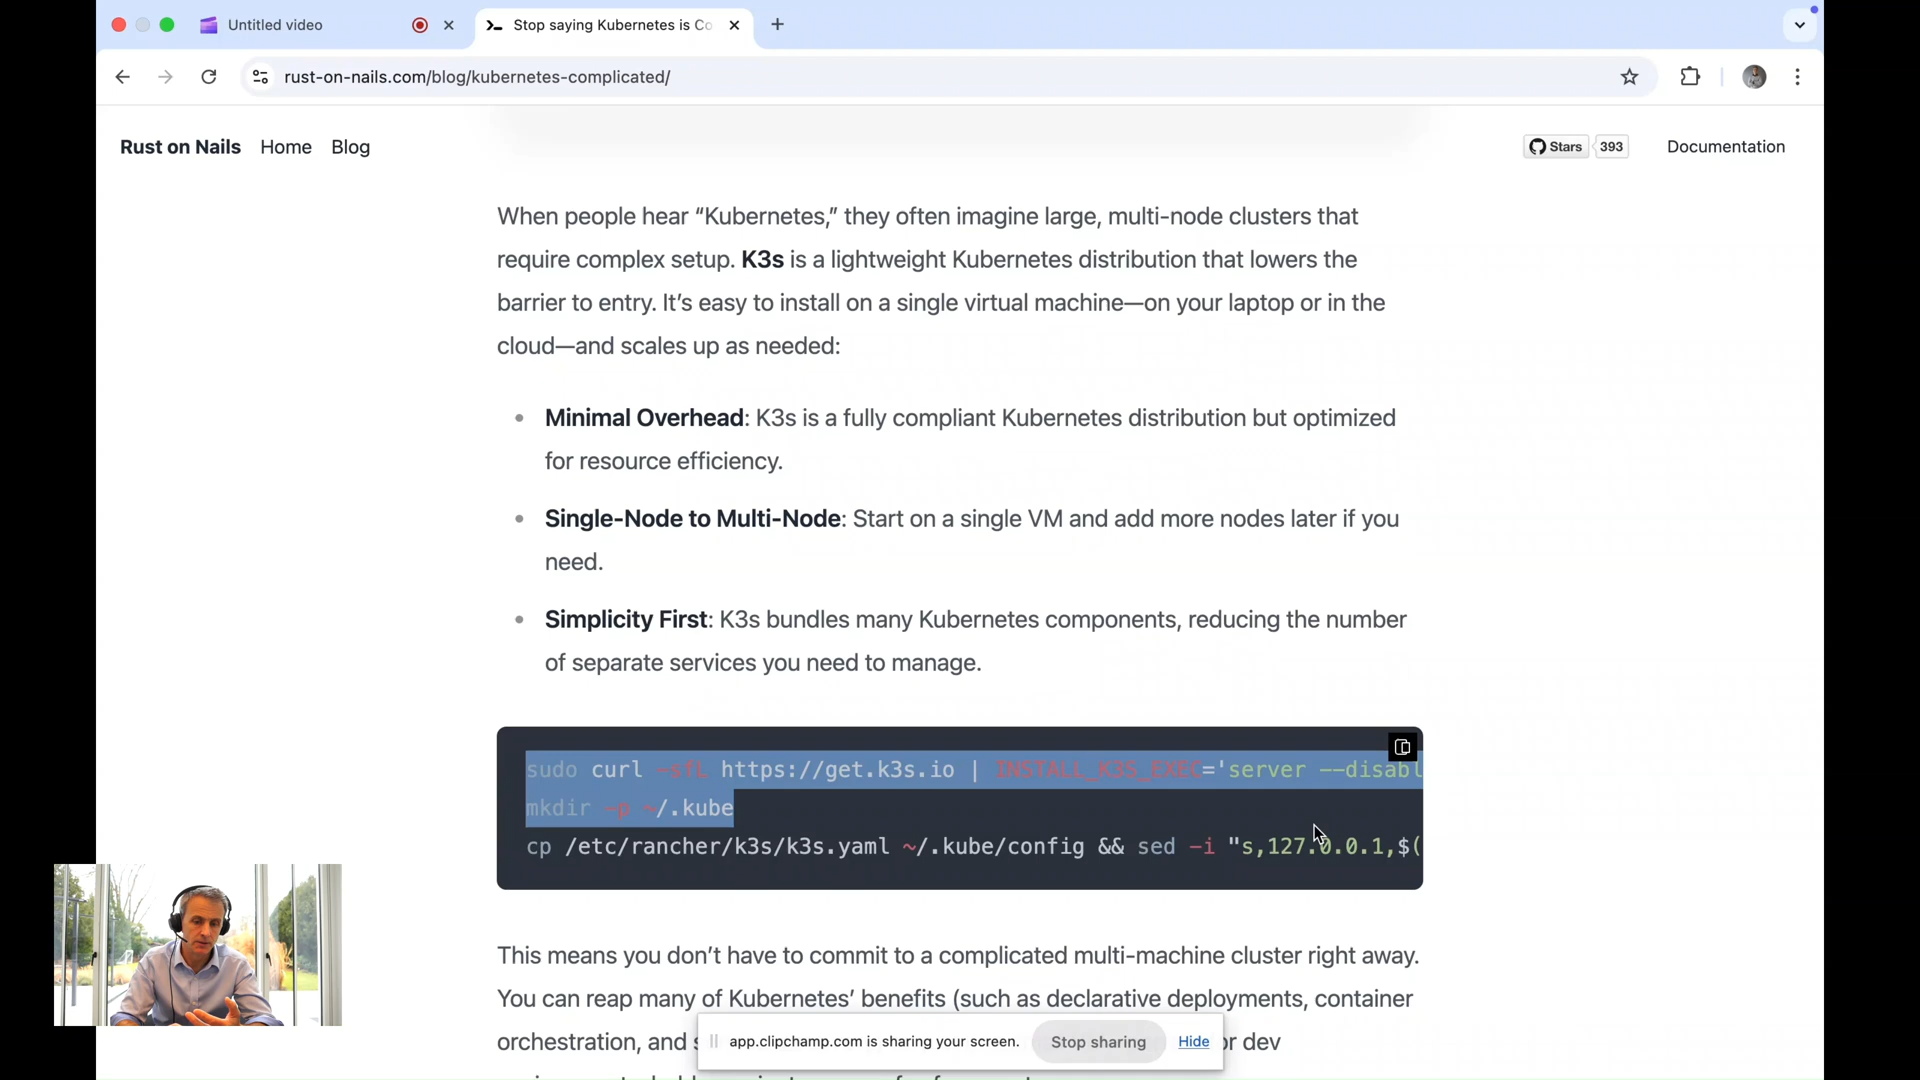 Untitled video
Stop saying Kubernetes is Co
rust-on-nails.com/blog/kubernetes-complicated/
Rust on Nails Home Blog Stars 393 Documentation
When people hear “Kubernetes,” they often imagine large, multi-node clusters that
require complex setup. K3s is a lightweight Kubernetes distribution that lowers the
barrier to entry. It’s easy to install on a single virtual machine—on your laptop or in the
cloud—and scales up as needed:
• Minimal Overhead: K3s is a fully compliant Kubernetes distribution but optimized
for resource efficiency.
• Single-Node to Multi-Node: Start on a single VM and add more nodes later if you
need.
• Simplicity First: K3s bundles many Kubernetes components, reducing the number
of separate services you need to manage.
sudo curl -sfL https://get.k3s.io | INSTALL_K3S_EXEC='server --disabl
mkdir -p ~/.kube
cp /etc/rancher/k3s/k3s.yaml ~/.kube/config && sed -i "s,127.0.0.1,$(
This means you don’t have to commit to a complicated multi-machine cluster right away.
You can reap many of Kubernetes’ benefits (such as declarative deployments, container
orchestration, and
or dev
app.clipchamp.com is sharing your screen. Stop sharing Hide